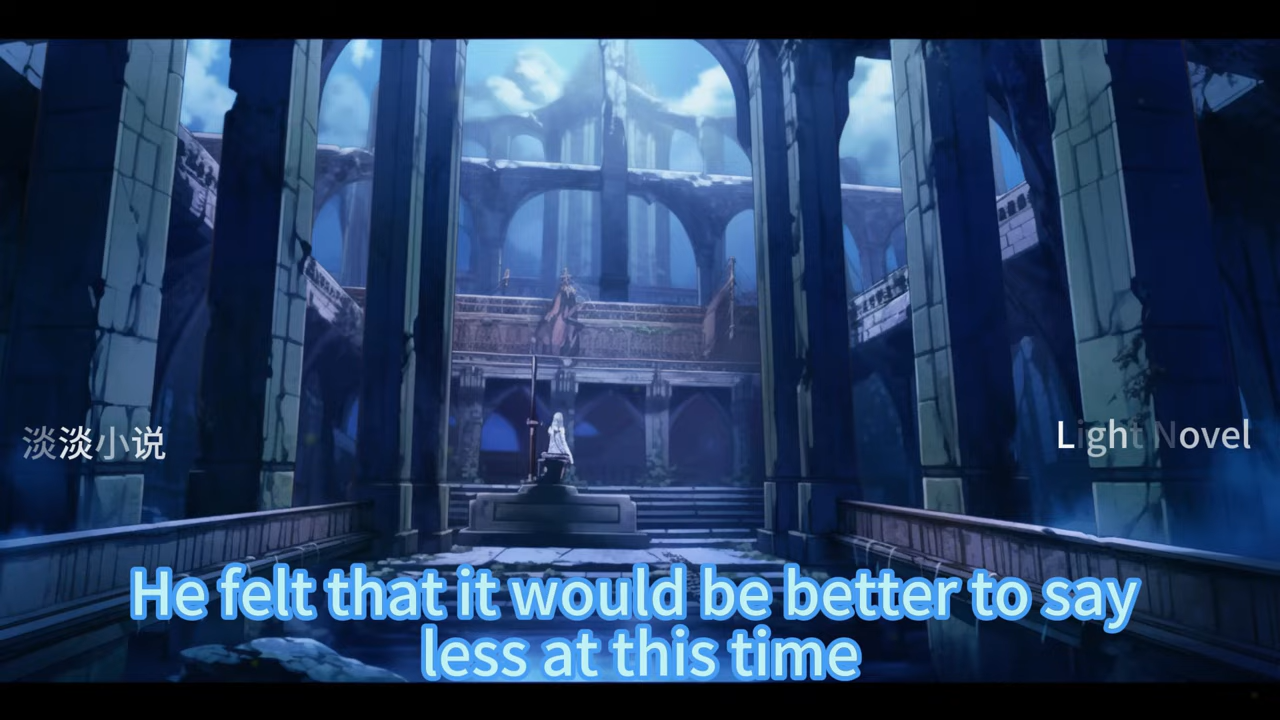 淡淡小说
Light Novel
He felt that it would be better to say
less at this time